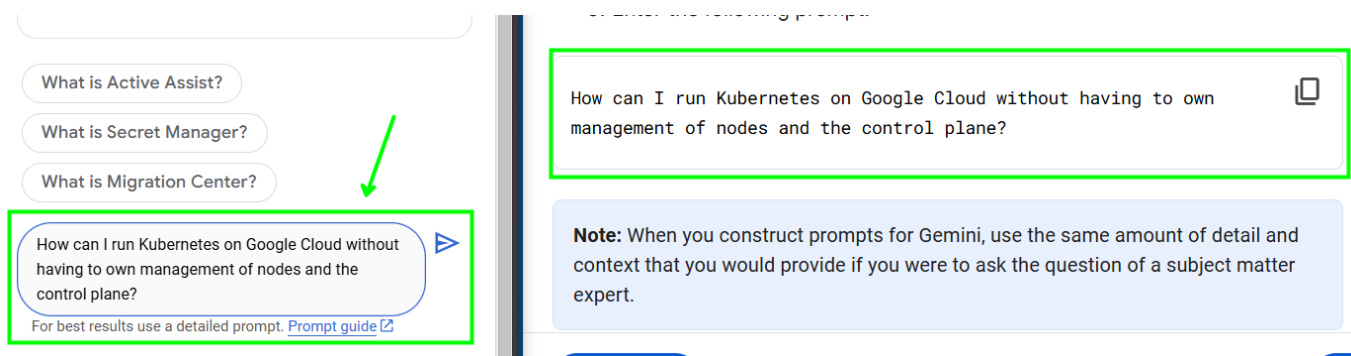 What is Active Assist?
What is Secret Manager?
What is Migration Center?
How can I run Kubernetes on Google Cloud without
having to own management of nodes and the
control plane?
For best results use a detailed prompt. Prompt guide
How can I run Kubernetes on Google Cloud without having to own
management of nodes and the control plane?
Note: When you construct prompts for Gemini, use the same amount of detail and
context that you would provide if you were to ask the question of a subject matter
expert.